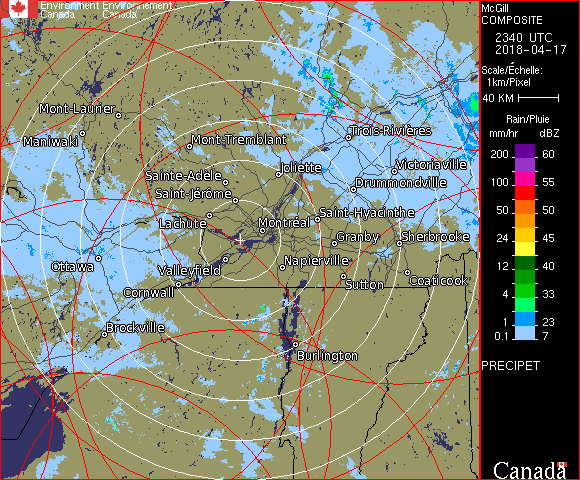 Environment Environnement
Canada Canada
McGill
COMPOSITE
2340 UTC
2018-04-17
Scale/Échelle:
1km/Pixel
40 KM
Rain/Pluie
mm/hr dBZ
200 60
100 55
50 50
24 45
12 40
4 33
1 23
0.1 7
PRECIPET
Canada
Mont-Laurier
Maniwaki
Mont-Tremblant
Trois-Rivières
Joliette
Victoriaville
Sainte-Adèle
Drummondville
Saint-Jérôme
Saint-Hyacinthe
Lachute
Montréal
Granby
Sherbrooke
Ottawa
Valleyfield
Napierville
Cornwall
Sutton
Coaticook
Brockville
Burlington